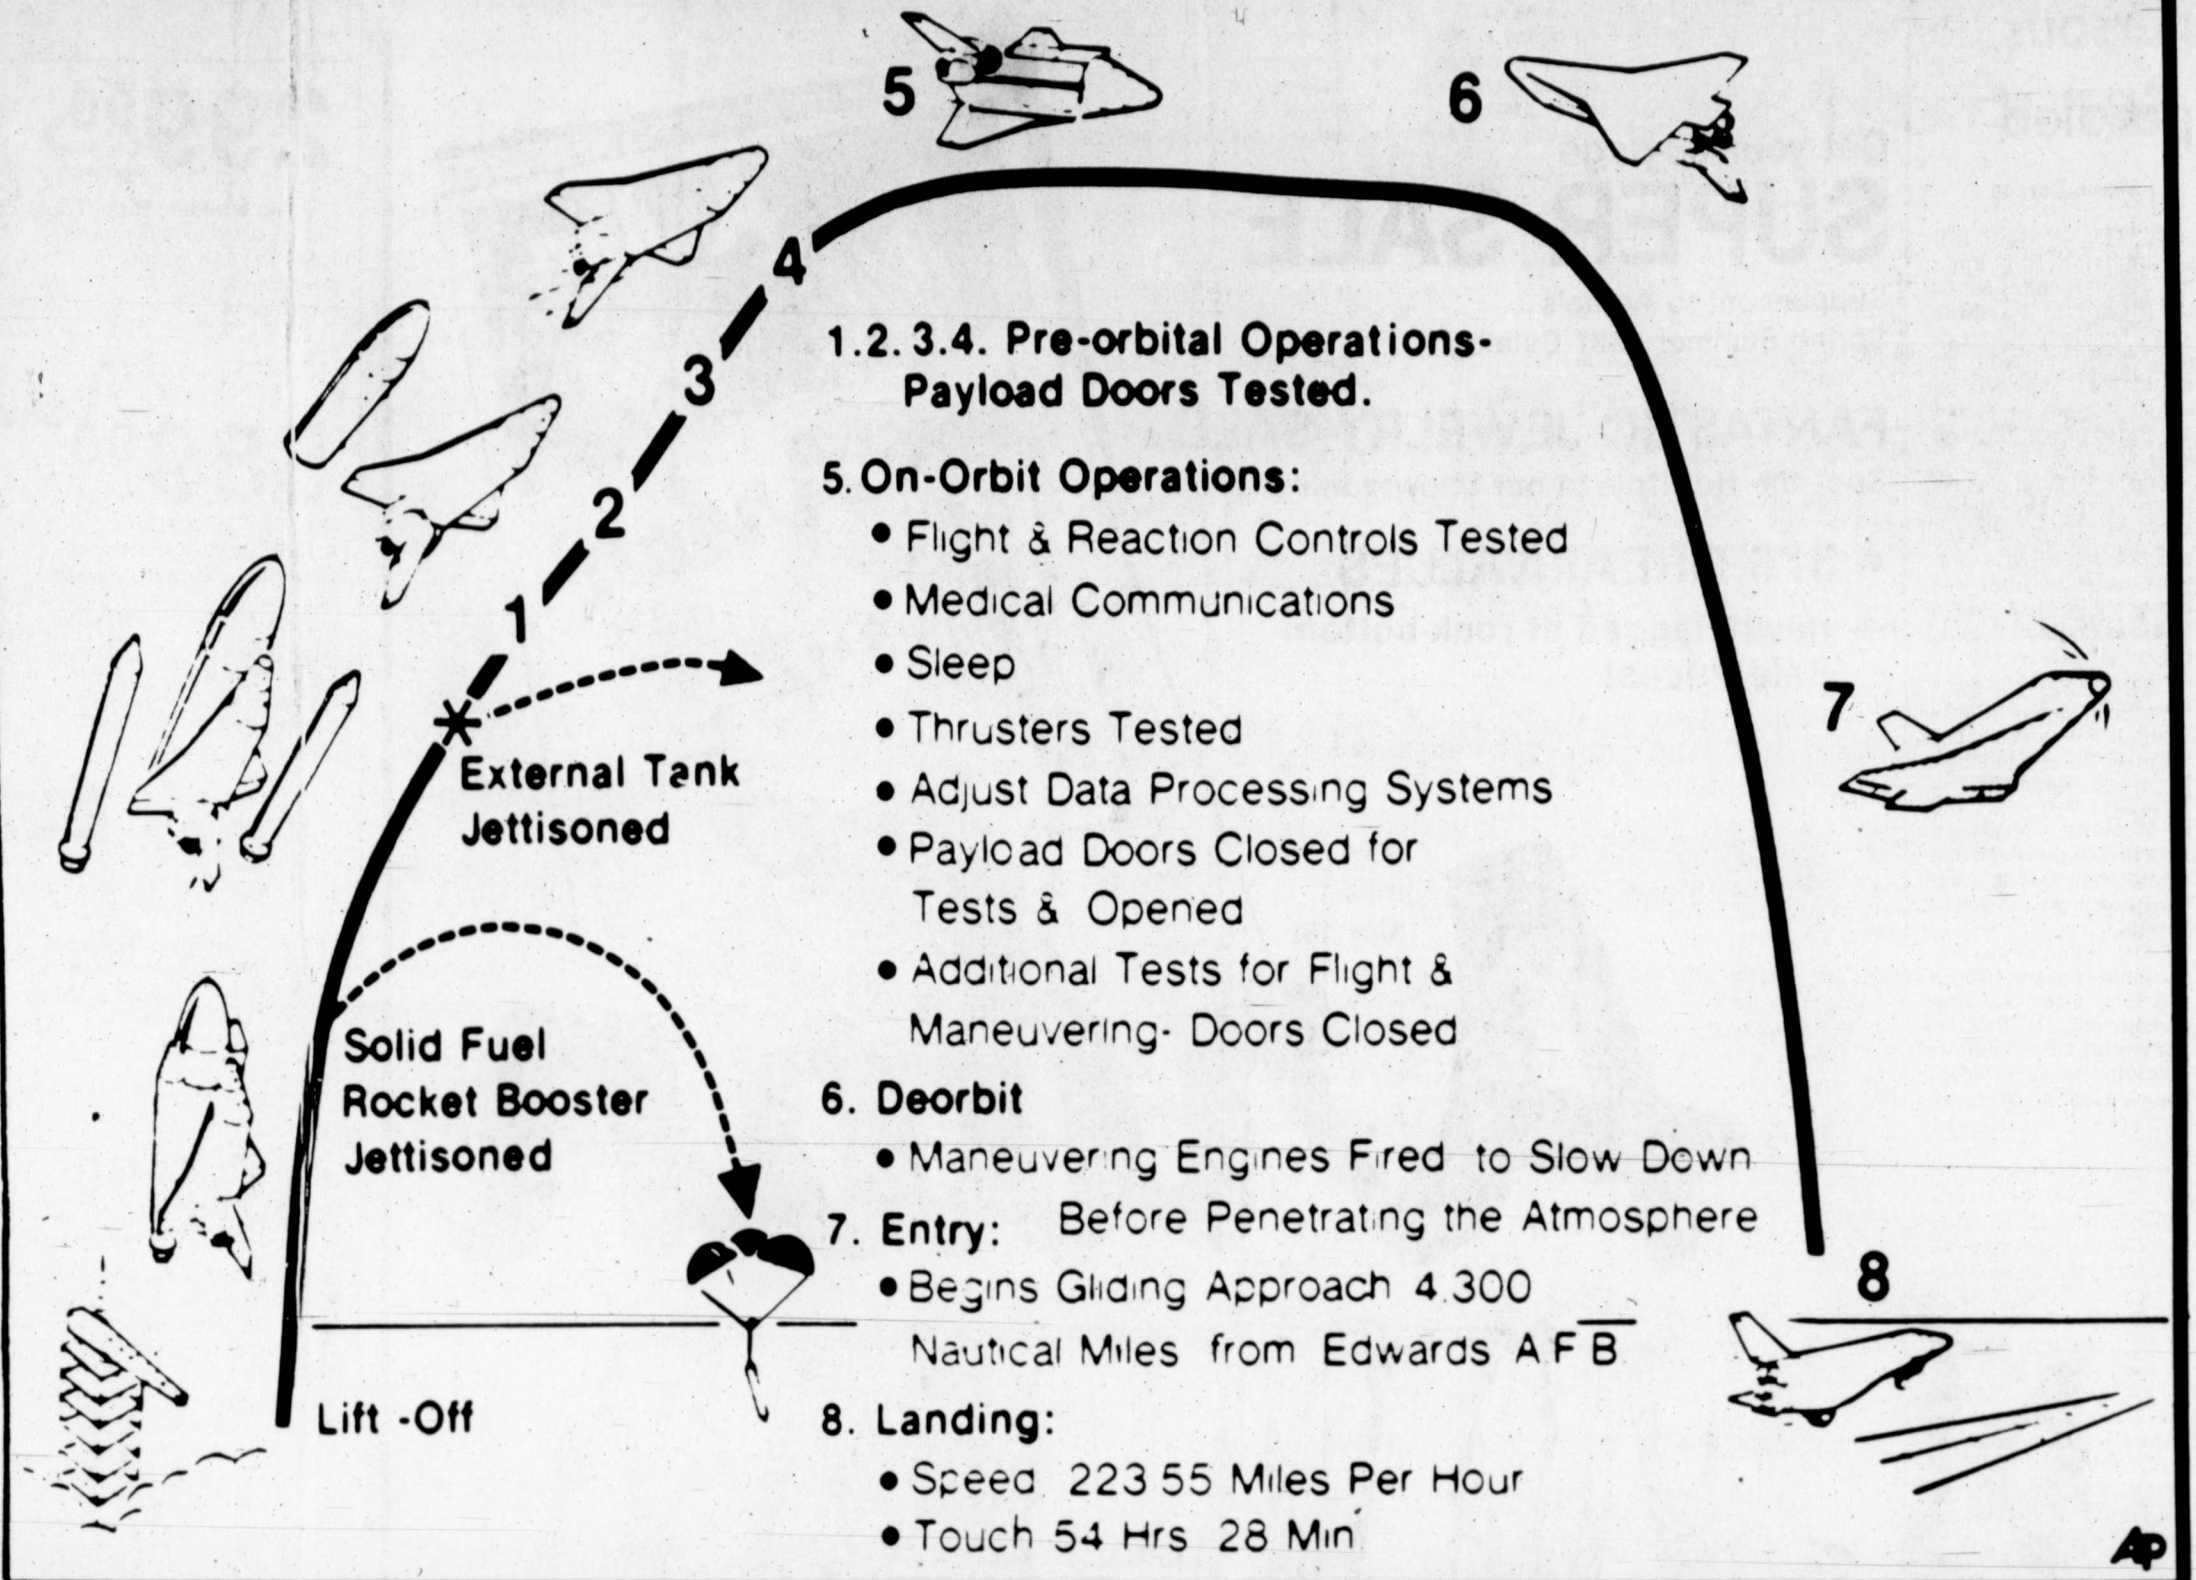 5
6
4
3
2
1
7
8
1.2.3.4. Pre-orbital Operations-
Payload Doors Tested.
5. On-Orbit Operations:
• Flight & Reaction Controls Tested
• Medical Communications
• Sleep
• Thrusters Tested
• Adjust Data Processing Systems
• Payload Doors Closed for
Tests & Opened
• Additional Tests for Flight &
Maneuvering- Doors Closed
6. Deorbit
• Maneuvering Engines Fired to Slow Down
Before Penetrating the Atmosphere
7. Entry:
• Begins Gliding Approach 4.300
Nautical Miles from Edwards AFB
8. Landing:
• Speed 223 55 Miles Per Hour
• Touch 54 Hrs 28 Min
External Tank
Jettisoned
Solid Fuel
Rocket Booster
Jettisoned
Lift -Off
AP